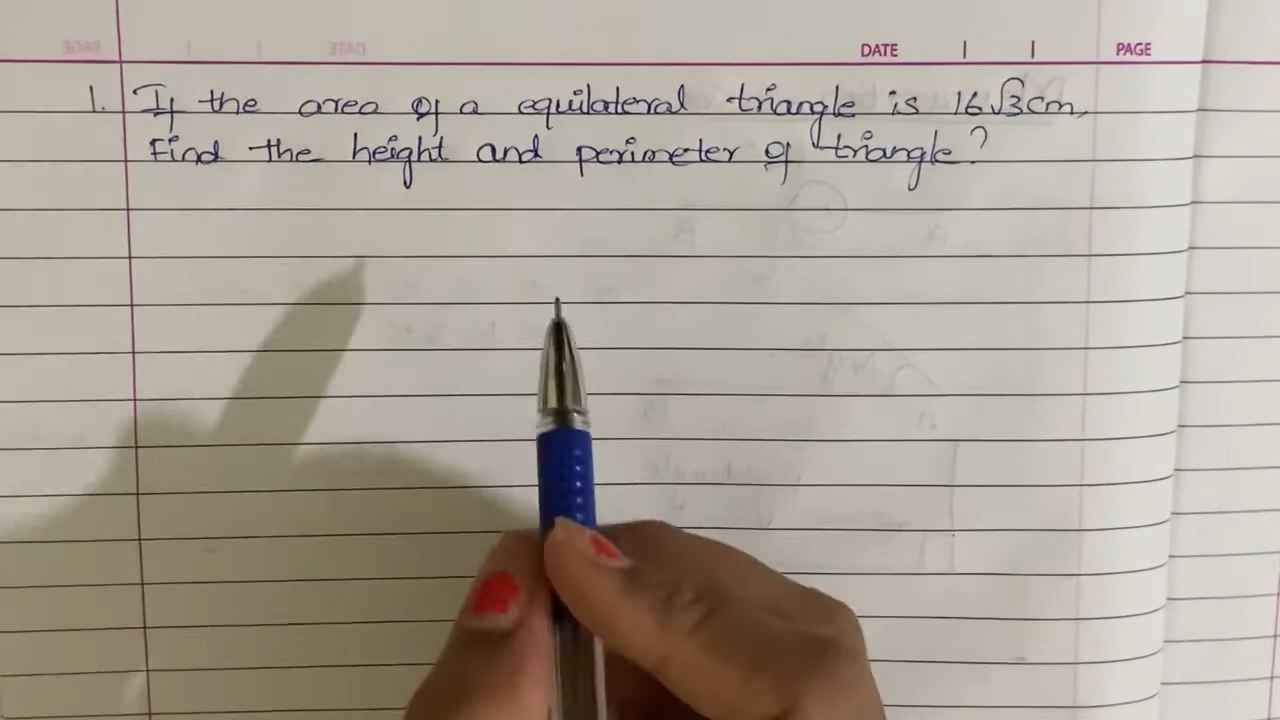 DATE | | PAGE
1. If the area of a equilateral triangle is 16√3cm,
Find the height and perimeter of triangle?